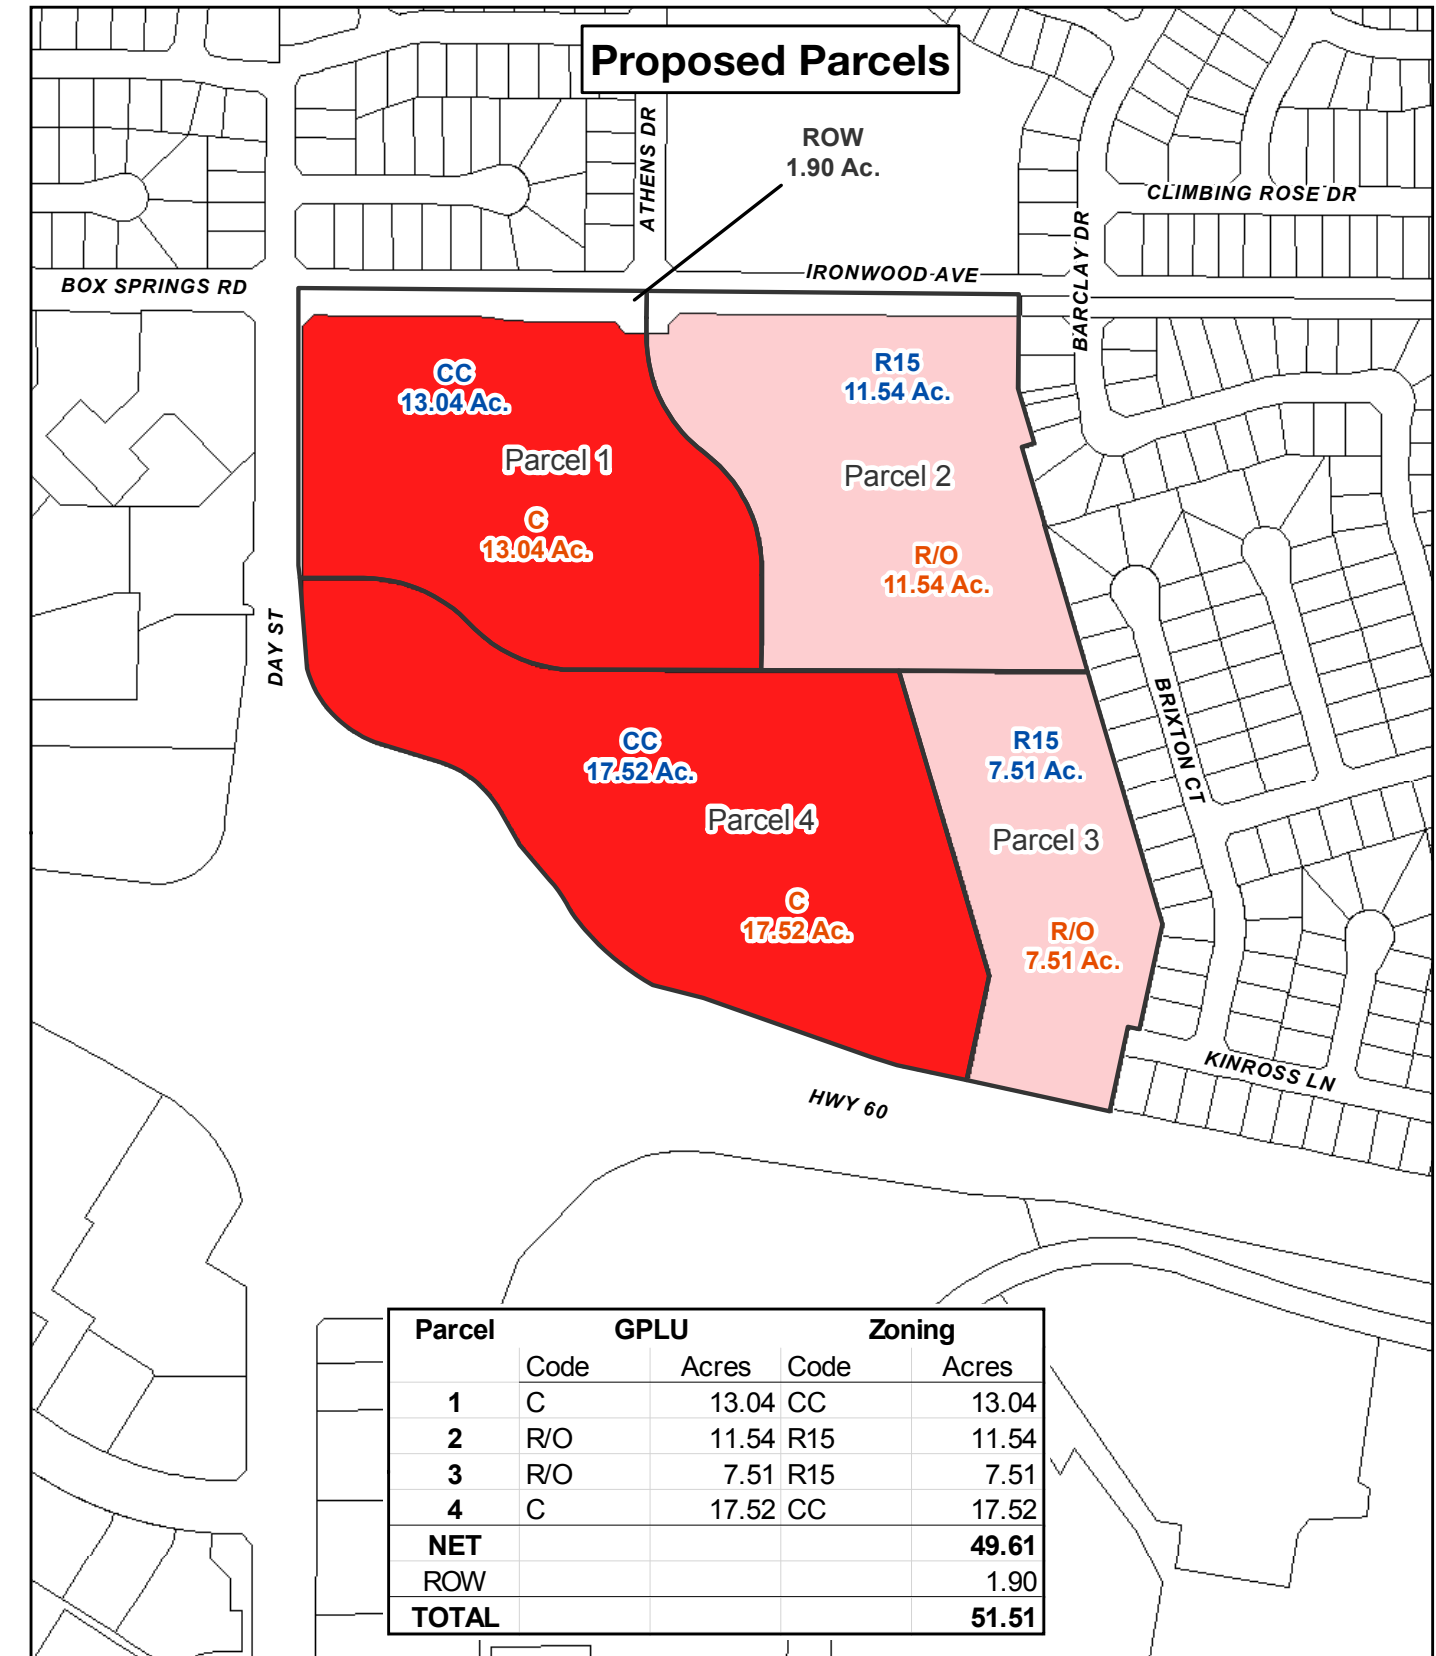 Proposed Parcels
ROW
1.90 Ac.
ATHENS DR
CLIMBING ROSE DR
BARCLAY DR
BOX SPRINGS RD
IRONWOOD AVE
CC
13.04 Ac.
R15
11.54 Ac.
Parcel 1
Parcel 2
C
13.04 Ac.
R/O
11.54 Ac.
DAY ST
BRIXTON CT
CC
17.52 Ac.
R15
7.51 Ac.
Parcel 4
Parcel 3
C
17.52 Ac.
R/O
7.51 Ac.
KINROSS LN
HWY 60
Parcel GPLU Zoning
Code Acres Code Acres
1 C 13.04 CC 13.04
2 R/O 11.54 R15 11.54
3 R/O 7.51 R15 7.51
4 C 17.52 CC 17.52
NET 49.61
ROW 1.90
TOTAL 51.51